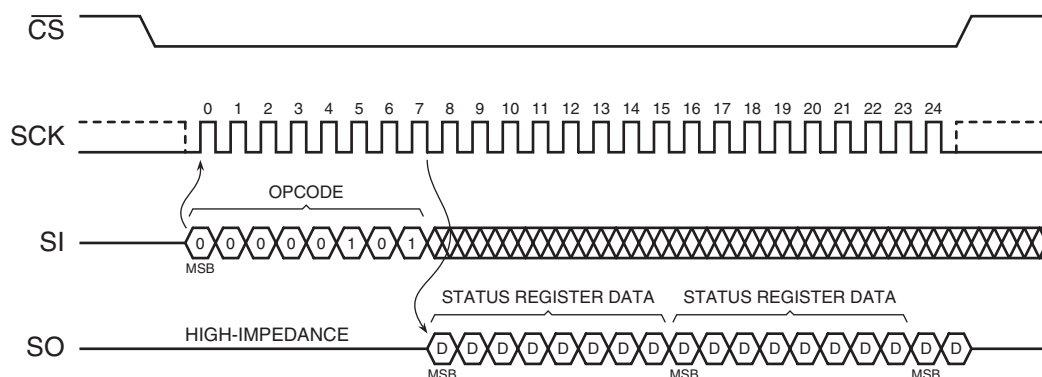 CS
SCK
0 1 2 3 4 5 6 7 8 9 10 11 12 13 14 15 16 17 18 19 20 21 22 23 24
OPCODE
SI
0 0 0 0 0 1 0 1
MSB
STATUS REGISTER DATA STATUS REGISTER DATA
SO
HIGH-IMPEDANCE
D D D D D D D D D D D D D D D D D D
MSB MSB MSB